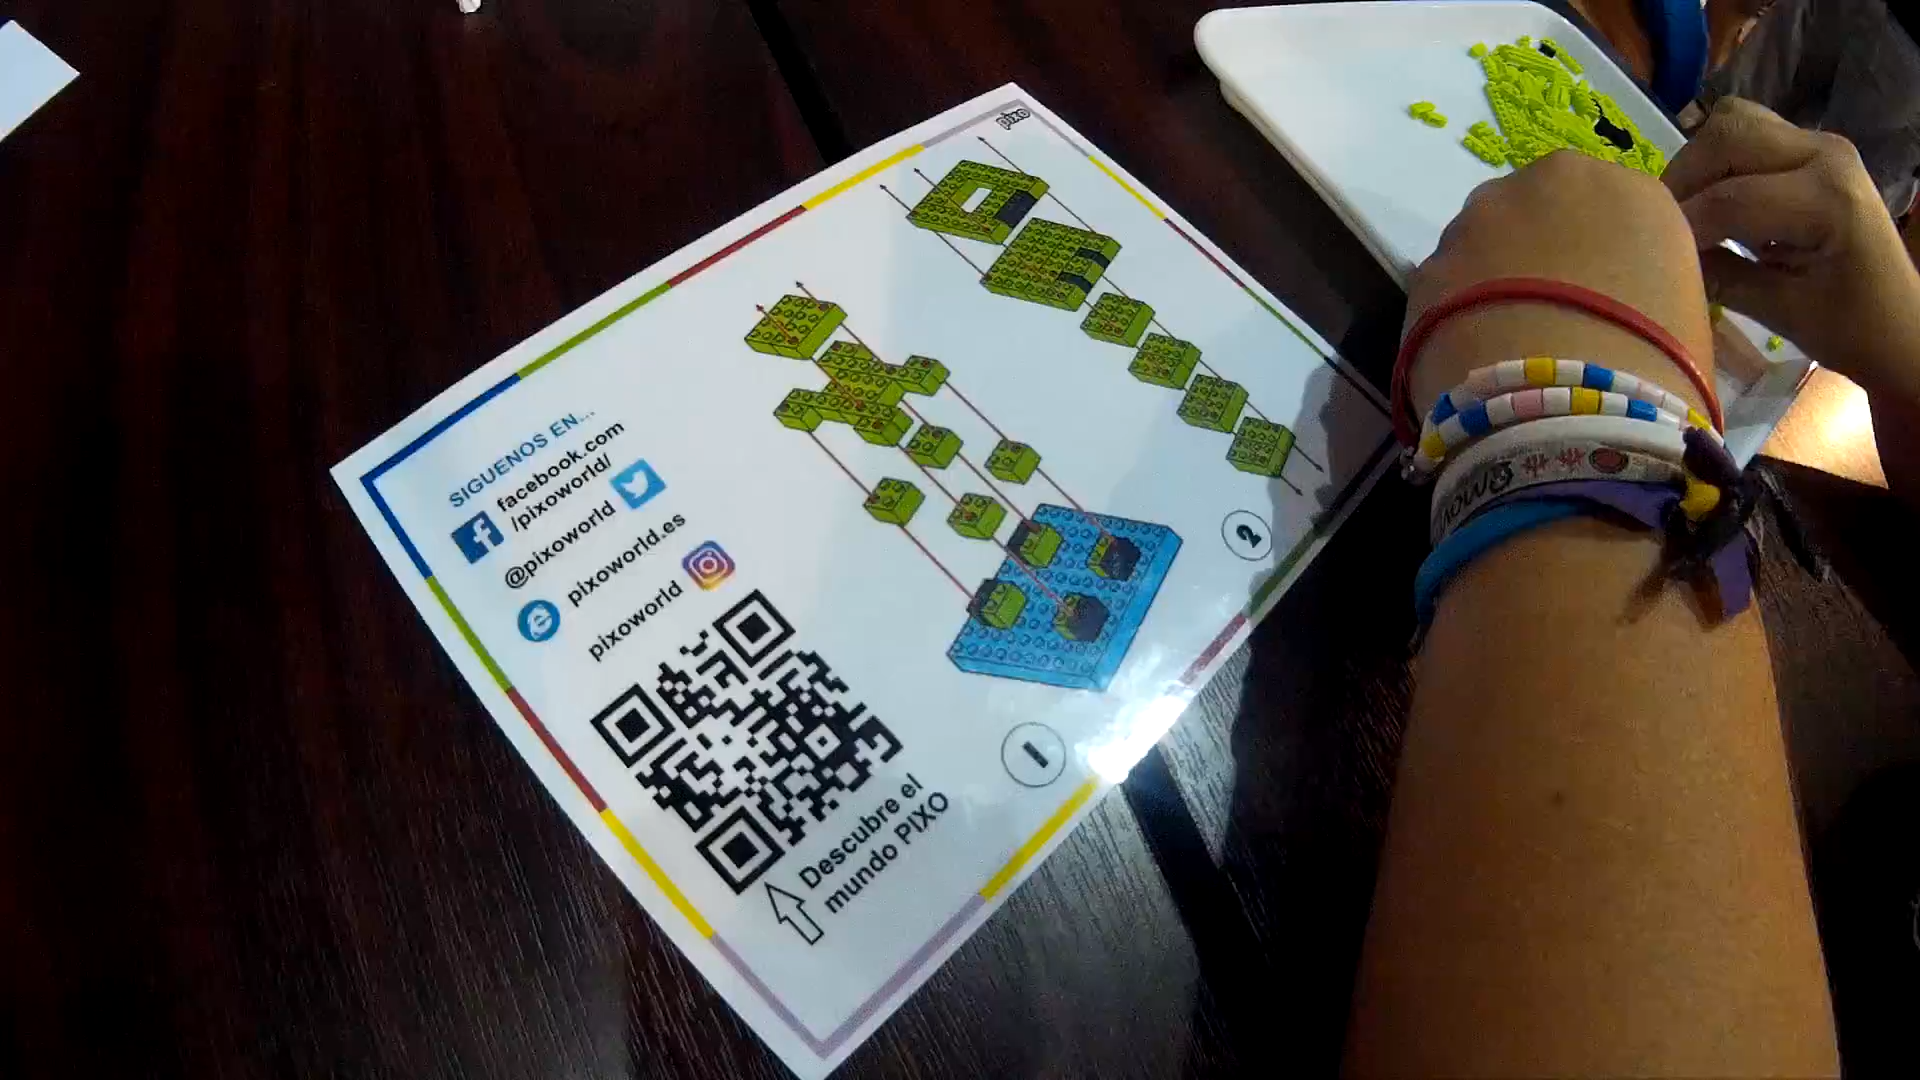 pixo
SIGUENOS EN...
facebook.com
/pixoworld/
@pixoworld
pixoworld.es
pixoworld
Descubre el
mundo PIXO
1
2